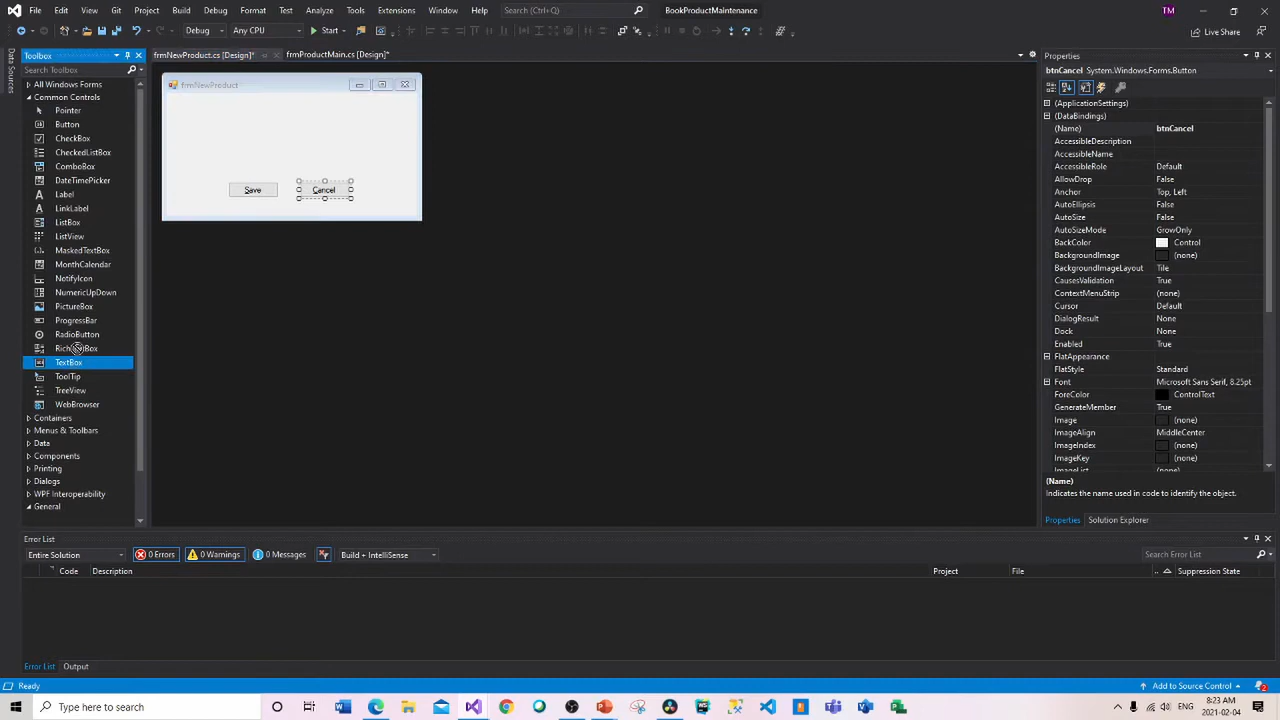 File Edit View Git Project Build Debug Format Test Analyze Tools Extensions Window Help Search (Ctrl+Q) BookProductMaintenance TM
Debug Any CPU Start Live Share
Data Sources
Toolbox
Search Toolbox
All Windows Forms
Common Controls
Pointer
Button
CheckBox
CheckedListBox
ComboBox
DateTimePicker
Label
LinkLabel
ListBox
ListView
MaskedTextBox
MonthCalendar
NotifyIcon
NumericUpDown
PictureBox
ProgressBar
RadioButton
TextBox
ToolTip
TreeView
WebBrowser
Containers
Menus & Toolbars
Data
Components
Printing
Dialogs
WPF Interoperability
General
frmNewProduct.cs [Design]* frmProductMain.cs [Design]*
frmNewProduct
Save Cancel
Properties
btnCancel System.Windows.Forms.Button
(ApplicationSettings)
(DataBindings)
(Name) btnCancel
AccessibleDescription
AccessibleName
AccessibleRole Default
AllowDrop False
Anchor Top, Left
AutoEllipsis False
AutoSize False
AutoSizeMode GrowOnly
BackColor Control
BackgroundImage (none)
BackgroundImageLayout Tile
CausesValidation True
ContextMenuStrip (none)
Cursor Default
DialogResult None
Dock None
Enabled True
FlatAppearance
FlatStyle Standard
Font Microsoft Sans Serif, 8.25pt
ForeColor ControlText
GenerateMember True
Image (none)
ImageAlign MiddleCenter
ImageIndex (none)
ImageKey (none)
ImageList (none)
(Name)
Indicates the name used in code to identify the object.
Properties Solution Explorer
Error List
Entire Solution 0 Errors 0 Warnings 0 Messages Build + IntelliSense Search Error List
Code Description Project File Suppression State
Error List Output
Ready Add to Source Control 2
Type here to search ENG 8:23 AM
2021-02-04